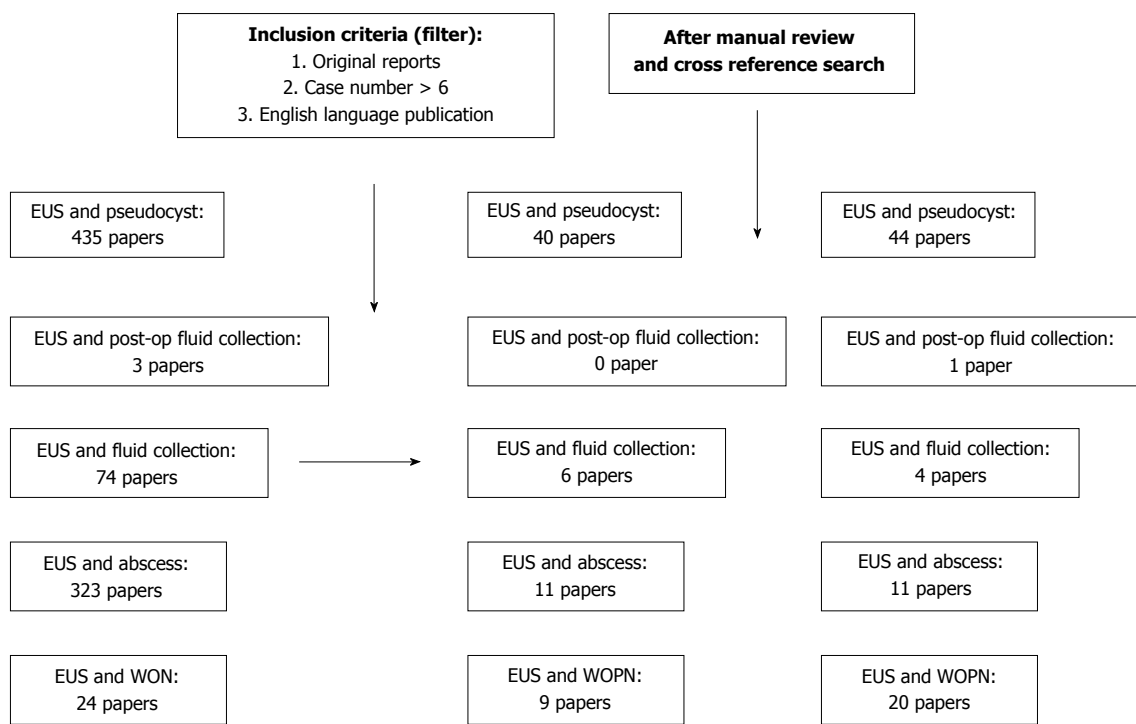 Inclusion criteria (filter):
1. Original reports
2. Case number > 6
3. English language publication
After manual review
and cross reference search
EUS and pseudocyst:
435 papers
EUS and pseudocyst:
40 papers
EUS and pseudocyst:
44 papers
EUS and post-op fluid collection:
3 papers
EUS and post-op fluid collection:
0 paper
EUS and post-op fluid collection:
1 paper
EUS and fluid collection:
74 papers
EUS and fluid collection:
6 papers
EUS and fluid collection:
4 papers
EUS and abscess:
323 papers
EUS and abscess:
11 papers
EUS and abscess:
11 papers
EUS and WON:
24 papers
EUS and WOPN:
9 papers
EUS and WOPN:
20 papers